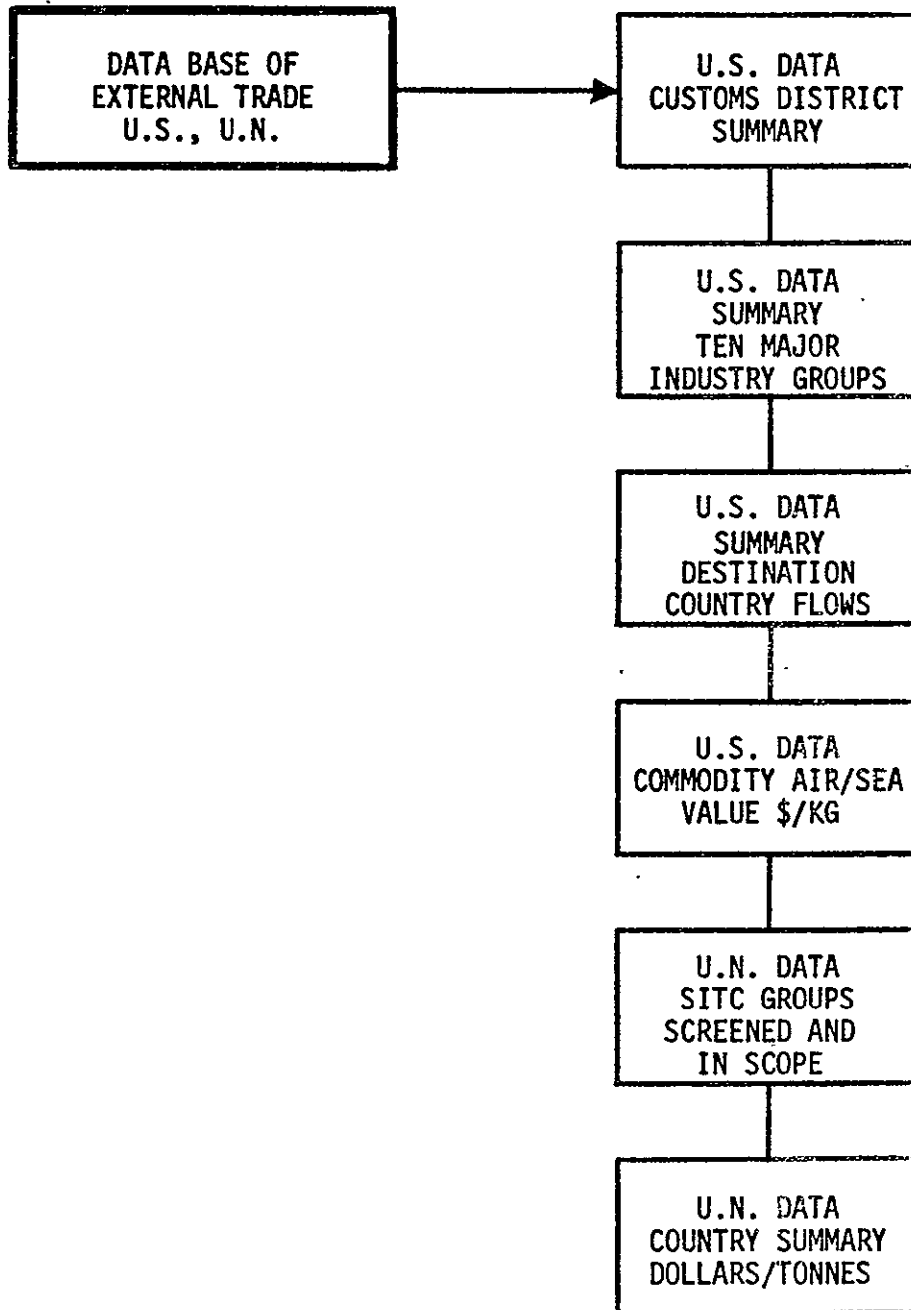 DATA BASE OF
EXTERNAL TRADE
U.S., U.N.
U.S. DATA
CUSTOMS DISTRICT
SUMMARY
U.S. DATA
SUMMARY
TEN MAJOR
INDUSTRY GROUPS
U.S. DATA
SUMMARY
DESTINATION
COUNTRY FLOWS
U.S. DATA
COMMODITY AIR/SEA
VALUE $/KG
U.N. DATA
SITC GROUPS
SCREENED AND
IN SCOPE
U.N. DATA
COUNTRY SUMMARY
DOLLARS/TONNES